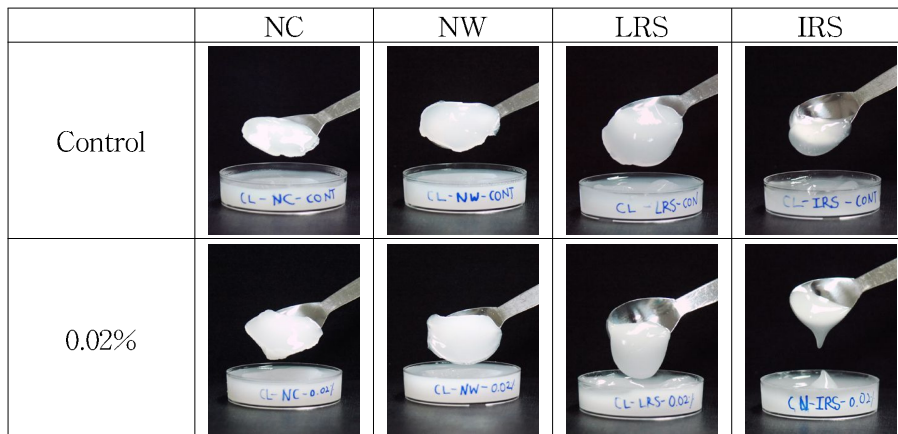 NC NW LRS IRS
Control
CL-NC-CONT CL-NW-CONT CL-LRS-CON CL-IRS-CONT
0.02%
CL-NC-0.02% CL-NW-0.02% CL-LRS-0.02% CN-IRS-0.02%